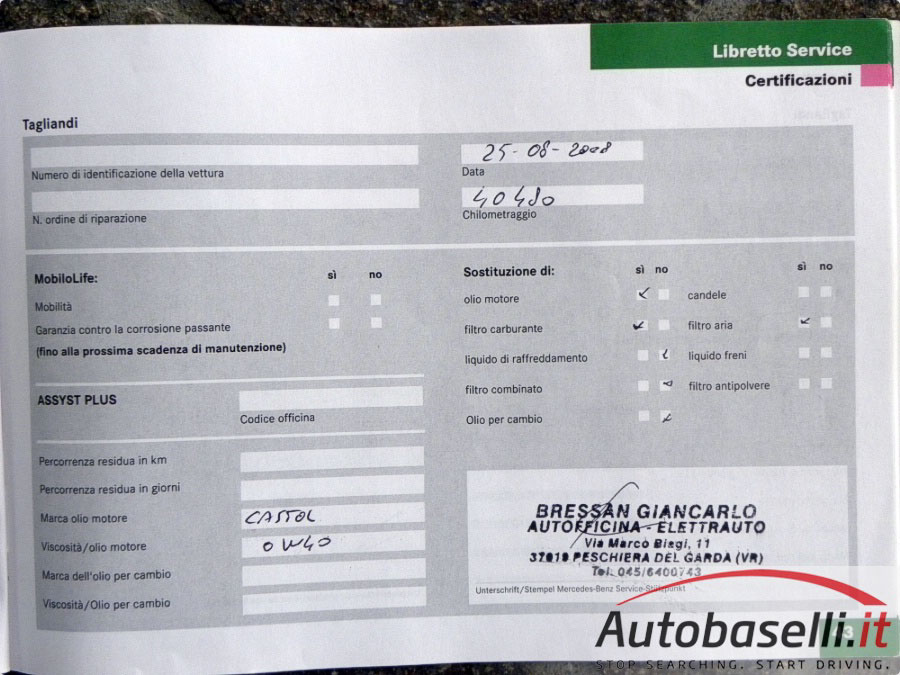 Libretto Service
Certificazioni
Tagliandi
Numero di identificazione della vettura
N. ordine di riparazione
25-08-2008
Data
40480
Chilometraggio
MobiloLife: sì no
Mobilità
Garanzia contro la corrosione passante
(fino alla prossima scadenza di manutenzione)
ASSYST PLUS
Codice officina
Percorrenza residua in km
Percorrenza residua in giorni
Marca olio motore CASTOL
Viscosità/olio motore 0W40
Marca dell'olio per cambio
Viscosità/Olio per cambio
Sostituzione di: sì no sì no
olio motore candele
filtro carburante filtro aria
liquido di raffreddamento liquido freni
filtro combinato filtro antipolvere
Olio per cambio
BRESSAN GIANCARLO
AUTOFFICINA - ELETTRAUTO
Via Marco Biagi, 11
37019 PESCHIERA DEL GARDA (VR)
Tel. 045/6400743
Unterschrift/Stempel Mercedes-Benz Service-Stützpunkt
Autobaselli.it
STOP SEARCHING. START DRIVING.